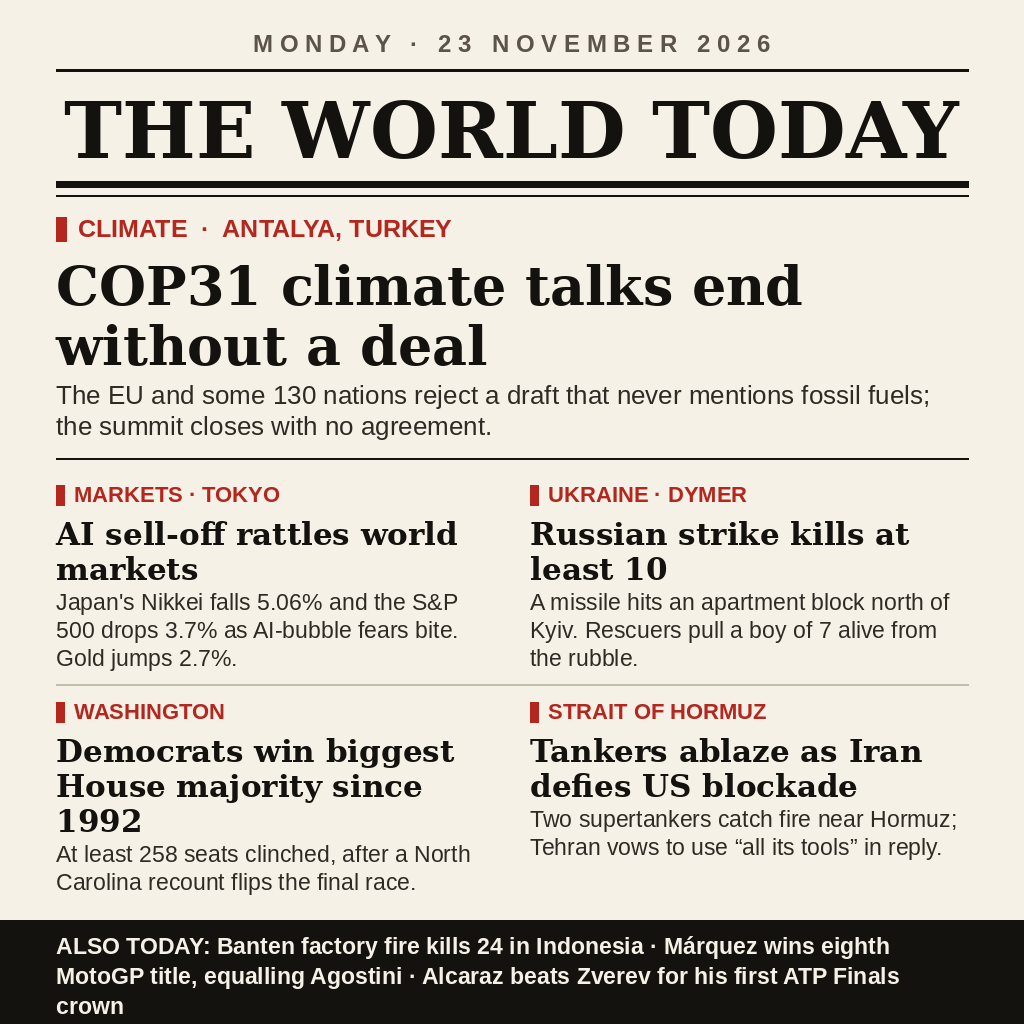 MONDAY · 23 NOVEMBER 2026
THE WORLD TODAY
CLIMATE · ANTALYA, TURKEY
COP31 climate talks end
without a deal
The EU and some 130 nations reject a draft that never mentions fossil fuels;
the summit closes with no agreement.
MARKETS · TOKYO
AI sell-off rattles world
markets
Japan's Nikkei falls 5.06% and the S&P
500 drops 3.7% as AI-bubble fears bite.
Gold jumps 2.7%.
UKRAINE · DYMER
Russian strike kills at
least 10
A missile hits an apartment block north of
Kyiv. Rescuers pull a boy of 7 alive from
the rubble.
WASHINGTON
Democrats win biggest
House majority since
1992
At least 258 seats clinched, after a North
Carolina recount flips the final race.
STRAIT OF HORMUZ
Tankers ablaze as Iran
defies US blockade
Two supertankers catch fire near Hormuz;
Tehran vows to use “all its tools” in reply.
ALSO TODAY: Banten factory fire kills 24 in Indonesia · Márquez wins eighth
MotoGP title, equalling Agostini · Alcaraz beats Zverev for his first ATP Finals
crown